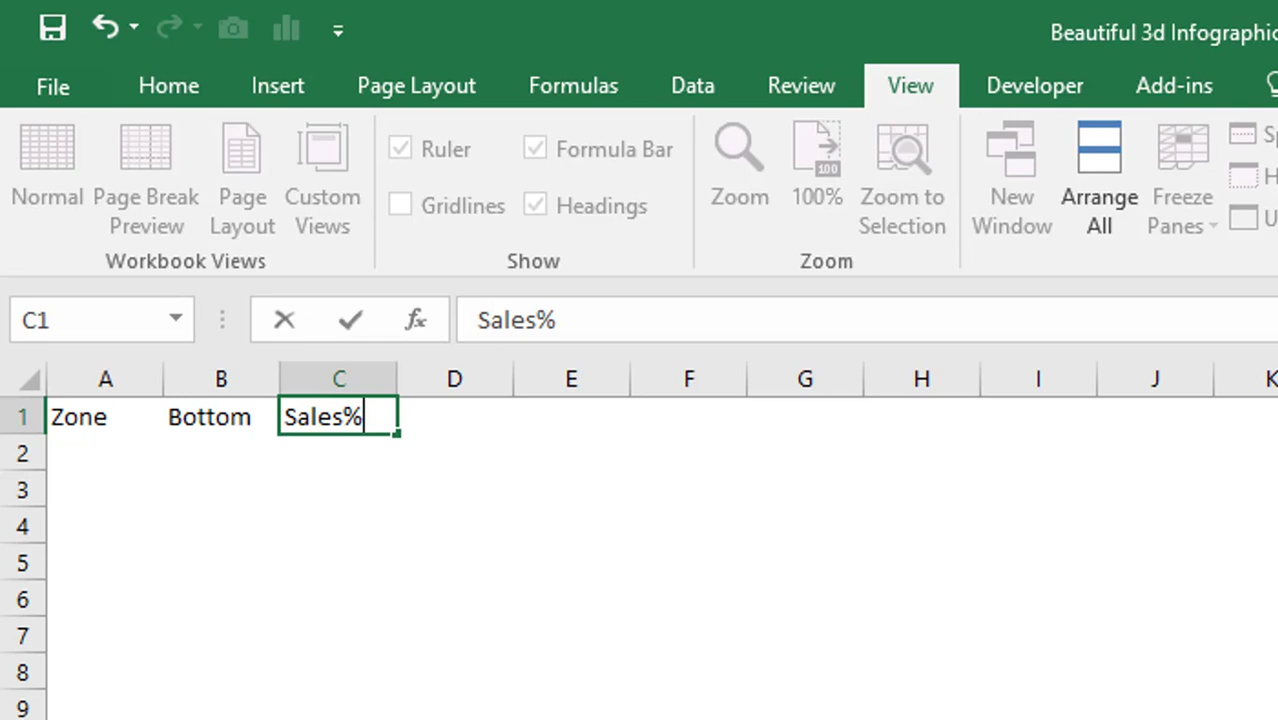 Beautiful 3d Infographic
File Home Insert Page Layout Formulas Data Review View Developer Add-ins
Normal Page Break Preview Page Layout Custom Views
Workbook Views
Ruler Formula Bar
Gridlines Headings
Show
Zoom 100% Zoom to Selection
100
Zoom
New Window Arrange All Freeze Panes
C1 fx Sales%
A B C D E F G H I J K
1 Zone Bottom Sales%
2
3
4
5
6
7
8
9